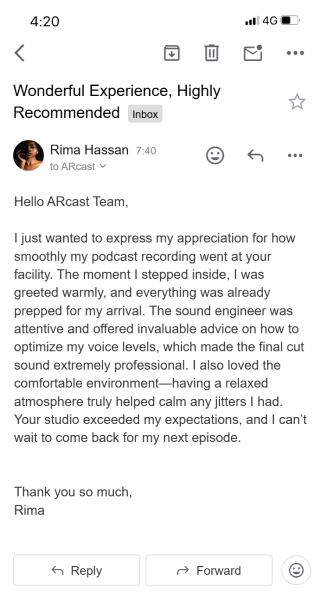 4:20
4G
Wonderful Experience, Highly
Recommended Inbox
Rima Hassan 7:40
to ARcast
Hello ARcast Team,
I just wanted to express my appreciation for how
smoothly my podcast recording went at your
facility. The moment I stepped inside, I was
greeted warmly, and everything was already
prepped for my arrival. The sound engineer was
attentive and offered invaluable advice on how to
optimize my voice levels, which made the final cut
sound extremely professional. I also loved the
comfortable environment—having a relaxed
atmosphere truly helped calm any jitters I had.
Your studio exceeded my expectations, and I can't
wait to come back for my next episode.
Thank you so much,
Rima
Reply
Forward